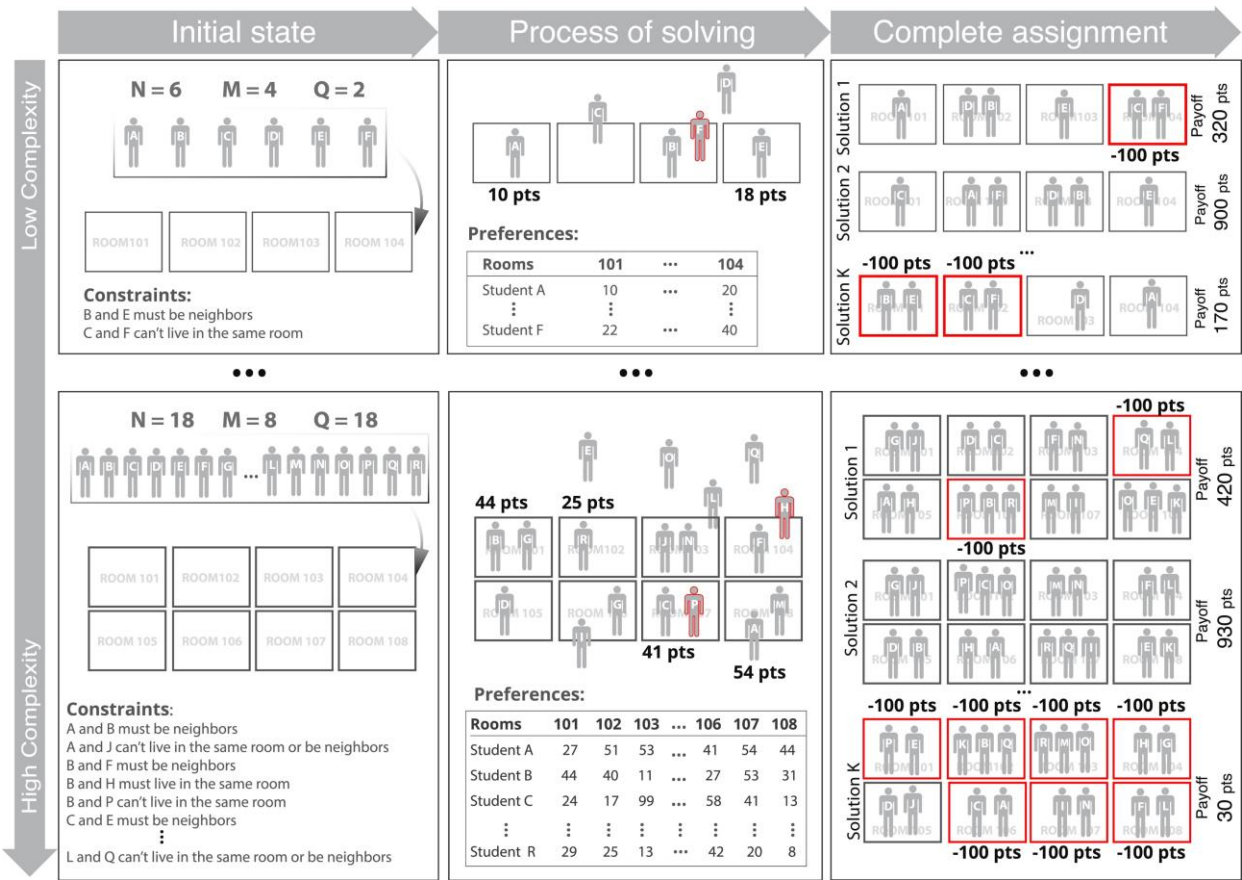 Initial state
Process of solving
Complete assignment
Low Complexity
N = 6 M = 4 Q = 2
A B C D E F
ROOM101 ROOM 102 ROOM103 ROOM 104
Constraints:
B and E must be neighbors
C and F can't live in the same room
D
C
A B F E
10 pts 18 pts
Preferences:
Rooms 101 ... 104
Student A 10 ... 20
Student F 22 ... 40
Solution 1
A D B E C F
ROOM103
-100 pts
Payoff
320 pts
Solution 2
C A F D B E
Payoff
900 pts
...
-100 pts -100 pts
Solution K
B E C F D A
Payoff
170 pts
... ... ...
High Complexity
N = 18 M = 8 Q = 18
A B C D E F G ... L M N O P Q R
ROOM 101 ROOM102 ROOM 103 ROOM 104
ROOM 105 ROOM 106 ROOM 107 ROOM 108
Constraints:
A and B must be neighbors
A and J can't live in the same room or be neighbors
B and F must be neighbors
B and H must live in the same room
B and P can't live in the same room
C and E must be neighbors
L and Q can't live in the same room or be neighbors
E O Q
L H
44 pts 25 pts
B G R J N F
ROOM102 ROOM 104
D G C P A M
ROOM 105
41 pts
54 pts
Preferences:
Rooms 101 102 103 ... 106 107 108
Student A 27 51 53 ... 41 54 44
Student B 44 40 11 ... 27 53 31
Student C 24 17 99 ... 58 41 13
Student R 29 25 13 ... 42 20 8
-100 pts
Solution 1
G J D C F N Q L
A H P B R M I O E K
-100 pts
Payoff
420 pts
Solution 2
G J P C O M N F L
D B H A R Q I E K
Payoff
930 pts
...
-100 pts -100 pts -100 pts -100 pts
Solution K
P E K B Q R M O H G
D J C A I N F L
-100 pts -100 pts -100 pts
Payoff
30 pts